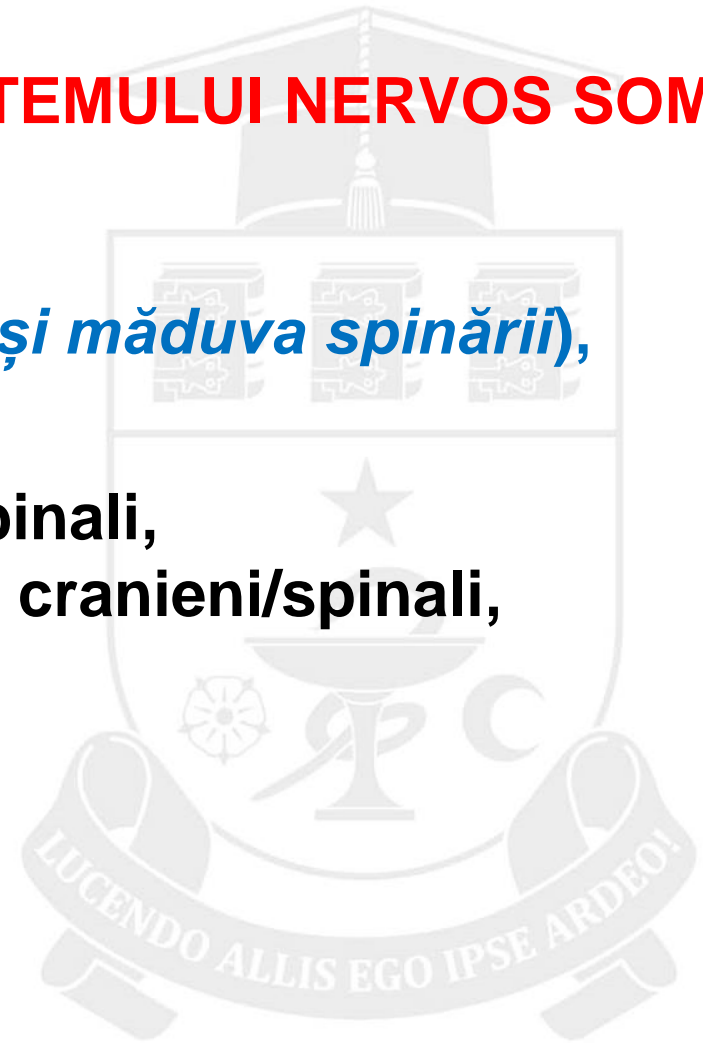 TEMULUI NERVOS SOM
și măduva spinării),
pinali,
cranieni/spinali,
LUCENDO ALLIS EGO IPSE ARDEO!